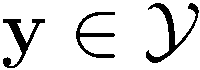 𝐲 ∈ 𝒴